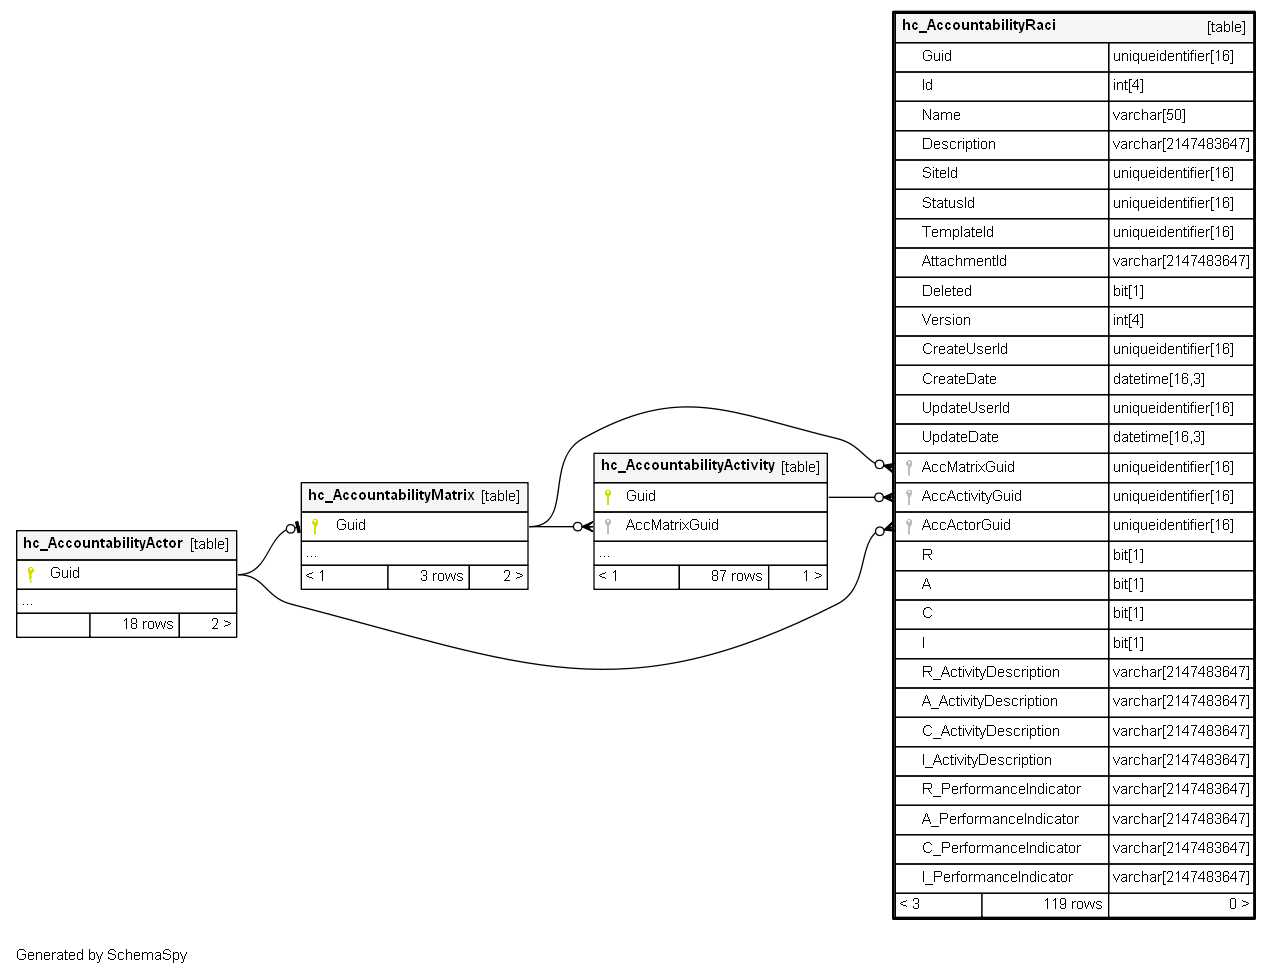 hc_AccountabilityRaci [table]
Guid uniqueidentifier[16]
Id int[4]
Name varchar[50]
Description varchar[2147483647]
SiteId uniqueidentifier[16]
StatusId uniqueidentifier[16]
TemplateId uniqueidentifier[16]
AttachmentId varchar[2147483647]
Deleted bit[1]
Version int[4]
CreateUserId uniqueidentifier[16]
CreateDate datetime[16,3]
UpdateUserId uniqueidentifier[16]
UpdateDate datetime[16,3]
AccMatrixGuid uniqueidentifier[16]
AccActivityGuid uniqueidentifier[16]
AccActorGuid uniqueidentifier[16]
R bit[1]
A bit[1]
C bit[1]
I bit[1]
R_ActivityDescription varchar[2147483647]
A_ActivityDescription varchar[2147483647]
C_ActivityDescription varchar[2147483647]
I_ActivityDescription varchar[2147483647]
R_PerformanceIndicator varchar[2147483647]
A_PerformanceIndicator varchar[2147483647]
C_PerformanceIndicator varchar[2147483647]
I_PerformanceIndicator varchar[2147483647]
< 3 119 rows 0 >
hc_AccountabilityActivity [table]
Guid
AccMatrixGuid
...
< 1 87 rows 1 >
hc_AccountabilityMatrix [table]
Guid
...
< 1 3 rows 2 >
hc_AccountabilityActor [table]
Guid
...
18 rows 2 >
Generated by SchemaSpy